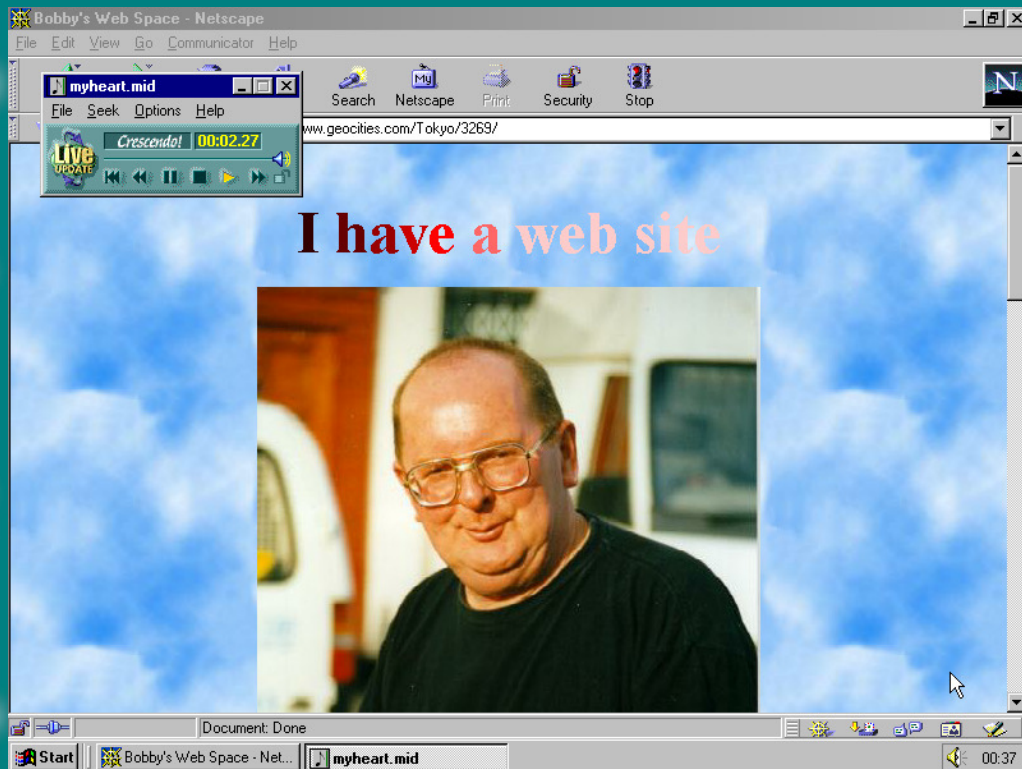 Bobby's Web Space - Netscape
File Edit View Go Communicator Help
myheart.mid
File Seek Options Help
Crescendo! 00:02.27
LIVE
UPDATE
Search Netscape Print Security Stop
My
N
ww.geocities.com/Tokyo/3269/
I have a web site
Document: Done
Start Bobby's Web Space - Net... myheart.mid 00:37